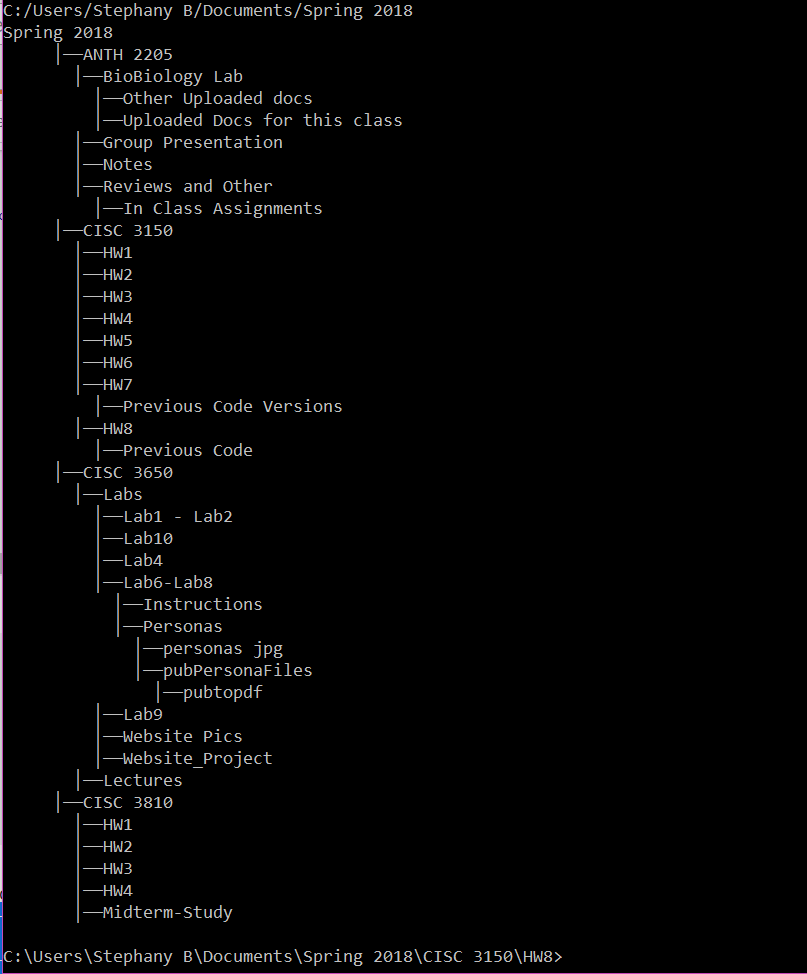 C:/Users/Stephany B/Documents/Spring 2018
Spring 2018
│──ANTH 2205
│──BioBiology Lab
│──Other Uploaded docs
│──Uploaded Docs for this class
│──Group Presentation
│──Notes
│──Reviews and Other
│──In Class Assignments
│──CISC 3150
│──HW1
│──HW2
│──HW3
│──HW4
│──HW5
│──HW6
│──HW7
│──Previous Code Versions
│──HW8
│──Previous Code
│──CISC 3650
│──Labs
│──Lab1 - Lab2
│──Lab10
│──Lab4
│──Lab6-Lab8
│──Instructions
│──Personas
│──personas jpg
│──pubPersonaFiles
│──pubtopdf
│──Lab9
│──Website Pics
│──Website_Project
│──Lectures
│──CISC 3810
│──HW1
│──HW2
│──HW3
│──HW4
│──Midterm-Study
C:\Users\Stephany B\Documents\Spring 2018\CISC 3150\HW8>